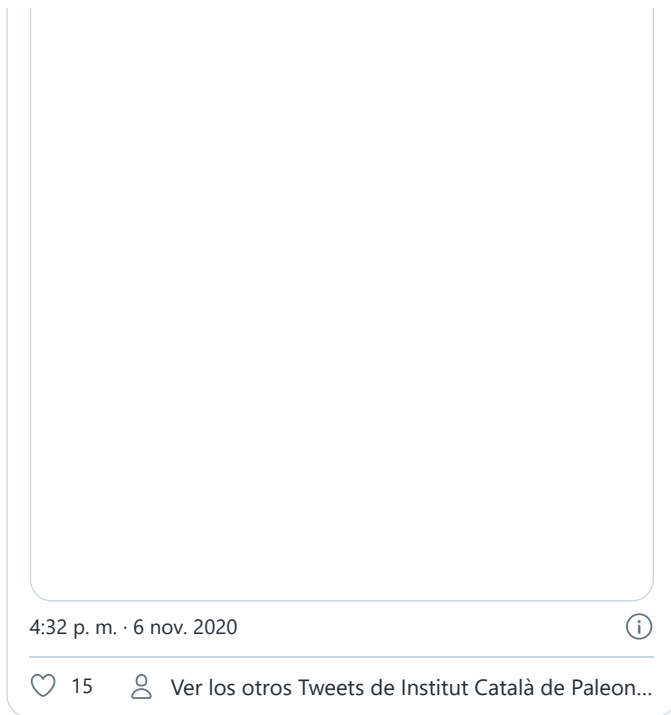 4:32 p. m. · 6 nov. 2020
15 Ver los otros Tweets de Institut Català de Paleon...